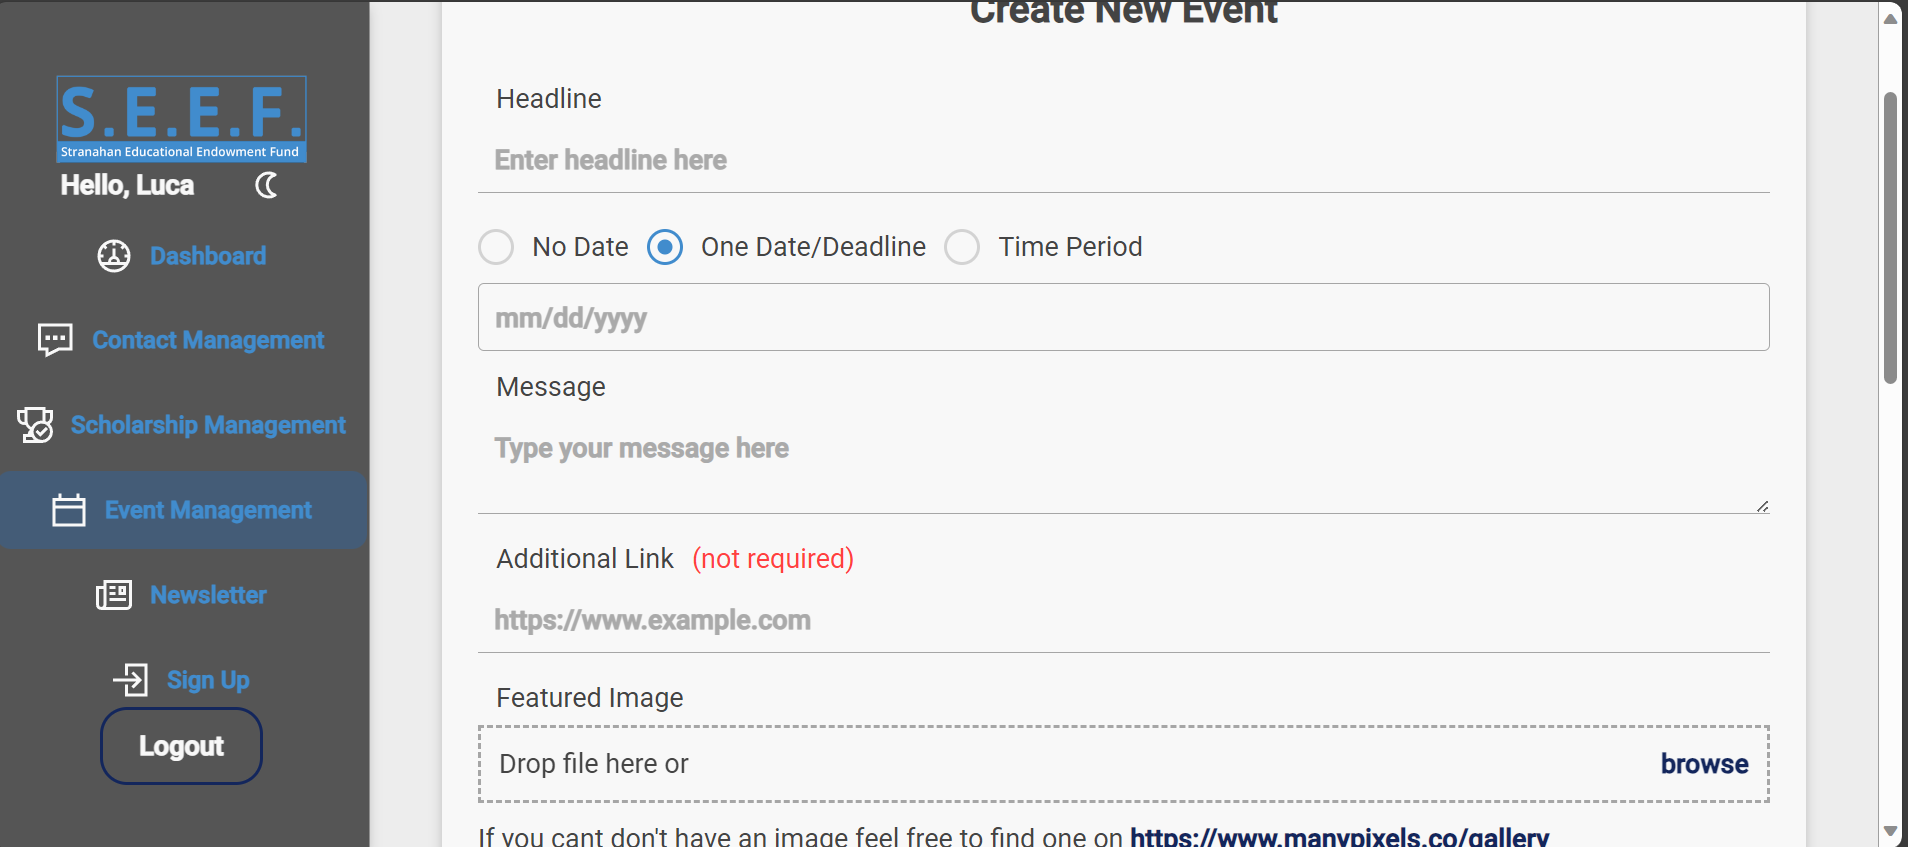 Create New Event
S.E.E.F.
Stranahan Educational Endowment Fund
Hello, Luca
Dashboard
Contact Management
Scholarship Management
Event Management
Newsletter
Sign Up
Logout
Headline
Enter headline here
No Date One Date/Deadline Time Period
mm/dd/yyyy
Message
Type your message here
Additional Link (not required)
https://www.example.com
Featured Image
Drop file here or browse
If you cant don't have an image feel free to find one on https://www.manypixels.co/gallery